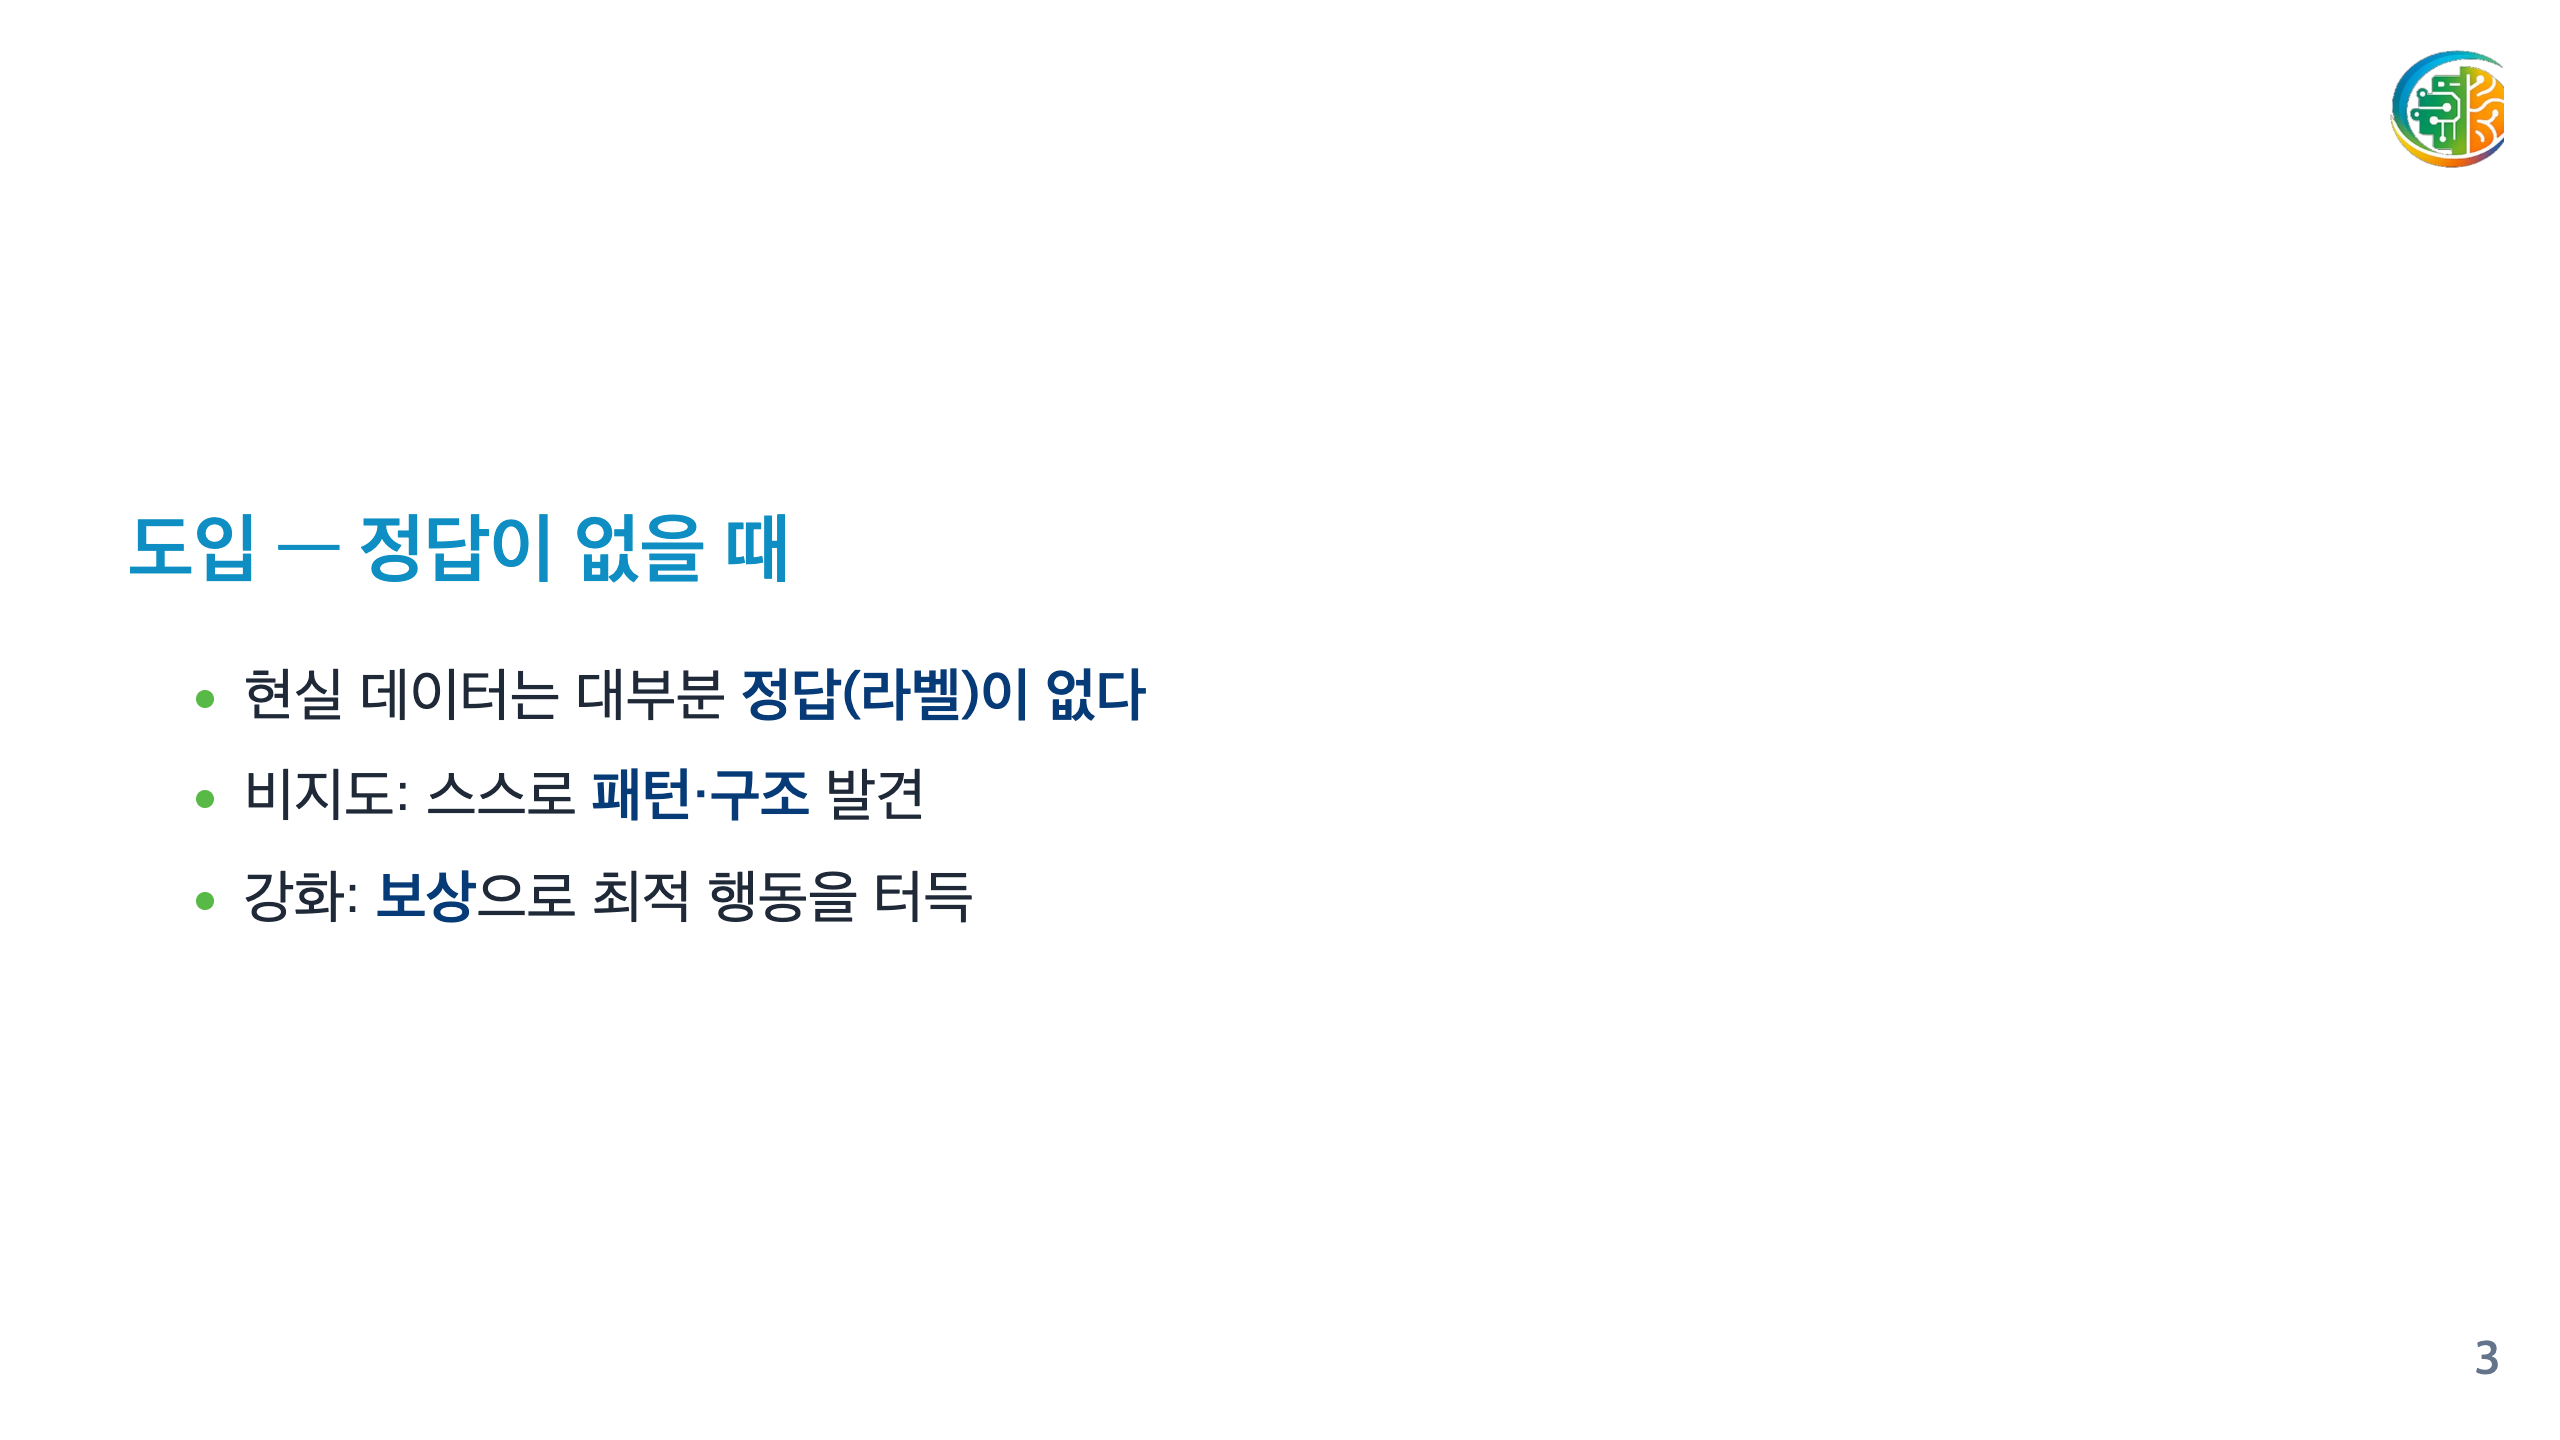 도입 — 정답이 없을 때
• 현실 데이터는 대부분 정답(라벨)이 없다
• 비지도: 스스로 패턴·구조 발견
• 강화: 보상으로 최적 행동을 터득
3